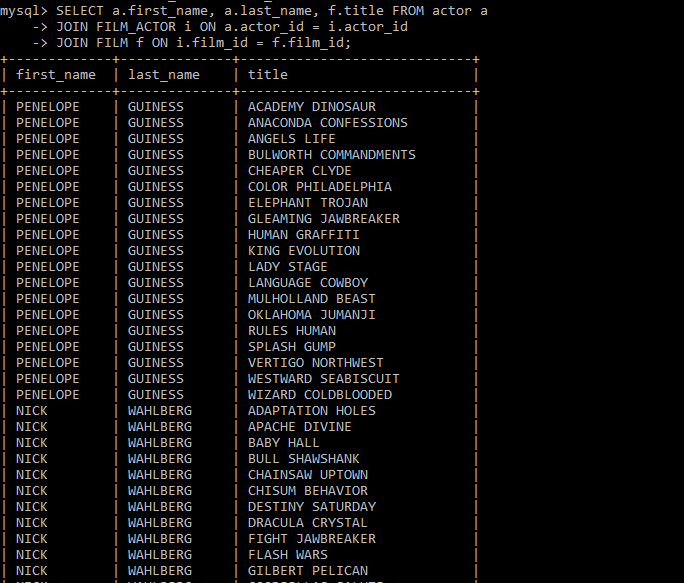 mysql> SELECT a.first_name, a.last_name, f.title FROM actor a
    -> JOIN FILM_ACTOR i ON a.actor_id = i.actor_id
    -> JOIN FILM f ON i.film_id = f.film_id;
+-------------+--------------+-----------------------------+
| first_name  | last_name    | title                       |
+-------------+--------------+-----------------------------+
| PENELOPE    | GUINESS      | ACADEMY DINOSAUR            |
| PENELOPE    | GUINESS      | ANACONDA CONFESSIONS        |
| PENELOPE    | GUINESS      | ANGELS LIFE                 |
| PENELOPE    | GUINESS      | BULWORTH COMMANDMENTS       |
| PENELOPE    | GUINESS      | CHEAPER CLYDE               |
| PENELOPE    | GUINESS      | COLOR PHILADELPHIA          |
| PENELOPE    | GUINESS      | ELEPHANT TROJAN             |
| PENELOPE    | GUINESS      | GLEAMING JAWBREAKER         |
| PENELOPE    | GUINESS      | HUMAN GRAFFITI              |
| PENELOPE    | GUINESS      | KING EVOLUTION              |
| PENELOPE    | GUINESS      | LADY STAGE                  |
| PENELOPE    | GUINESS      | LANGUAGE COWBOY             |
| PENELOPE    | GUINESS      | MULHOLLAND BEAST            |
| PENELOPE    | GUINESS      | OKLAHOMA JUMANJI            |
| PENELOPE    | GUINESS      | RULES HUMAN                 |
| PENELOPE    | GUINESS      | SPLASH GUMP                 |
| PENELOPE    | GUINESS      | VERTIGO NORTHWEST           |
| PENELOPE    | GUINESS      | WESTWARD SEABISCUIT         |
| PENELOPE    | GUINESS      | WIZARD COLDBLOODED          |
| NICK        | WAHLBERG     | ADAPTATION HOLES            |
| NICK        | WAHLBERG     | APACHE DIVINE               |
| NICK        | WAHLBERG     | BABY HALL                   |
| NICK        | WAHLBERG     | BULL SHAWSHANK              |
| NICK        | WAHLBERG     | CHAINSAW UPTOWN             |
| NICK        | WAHLBERG     | CHISUM BEHAVIOR             |
| NICK        | WAHLBERG     | DESTINY SATURDAY            |
| NICK        | WAHLBERG     | DRACULA CRYSTAL             |
| NICK        | WAHLBERG     | FIGHT JAWBREAKER            |
| NICK        | WAHLBERG     | FLASH WARS                  |
| NICK        | WAHLBERG     | GILBERT PELICAN             |